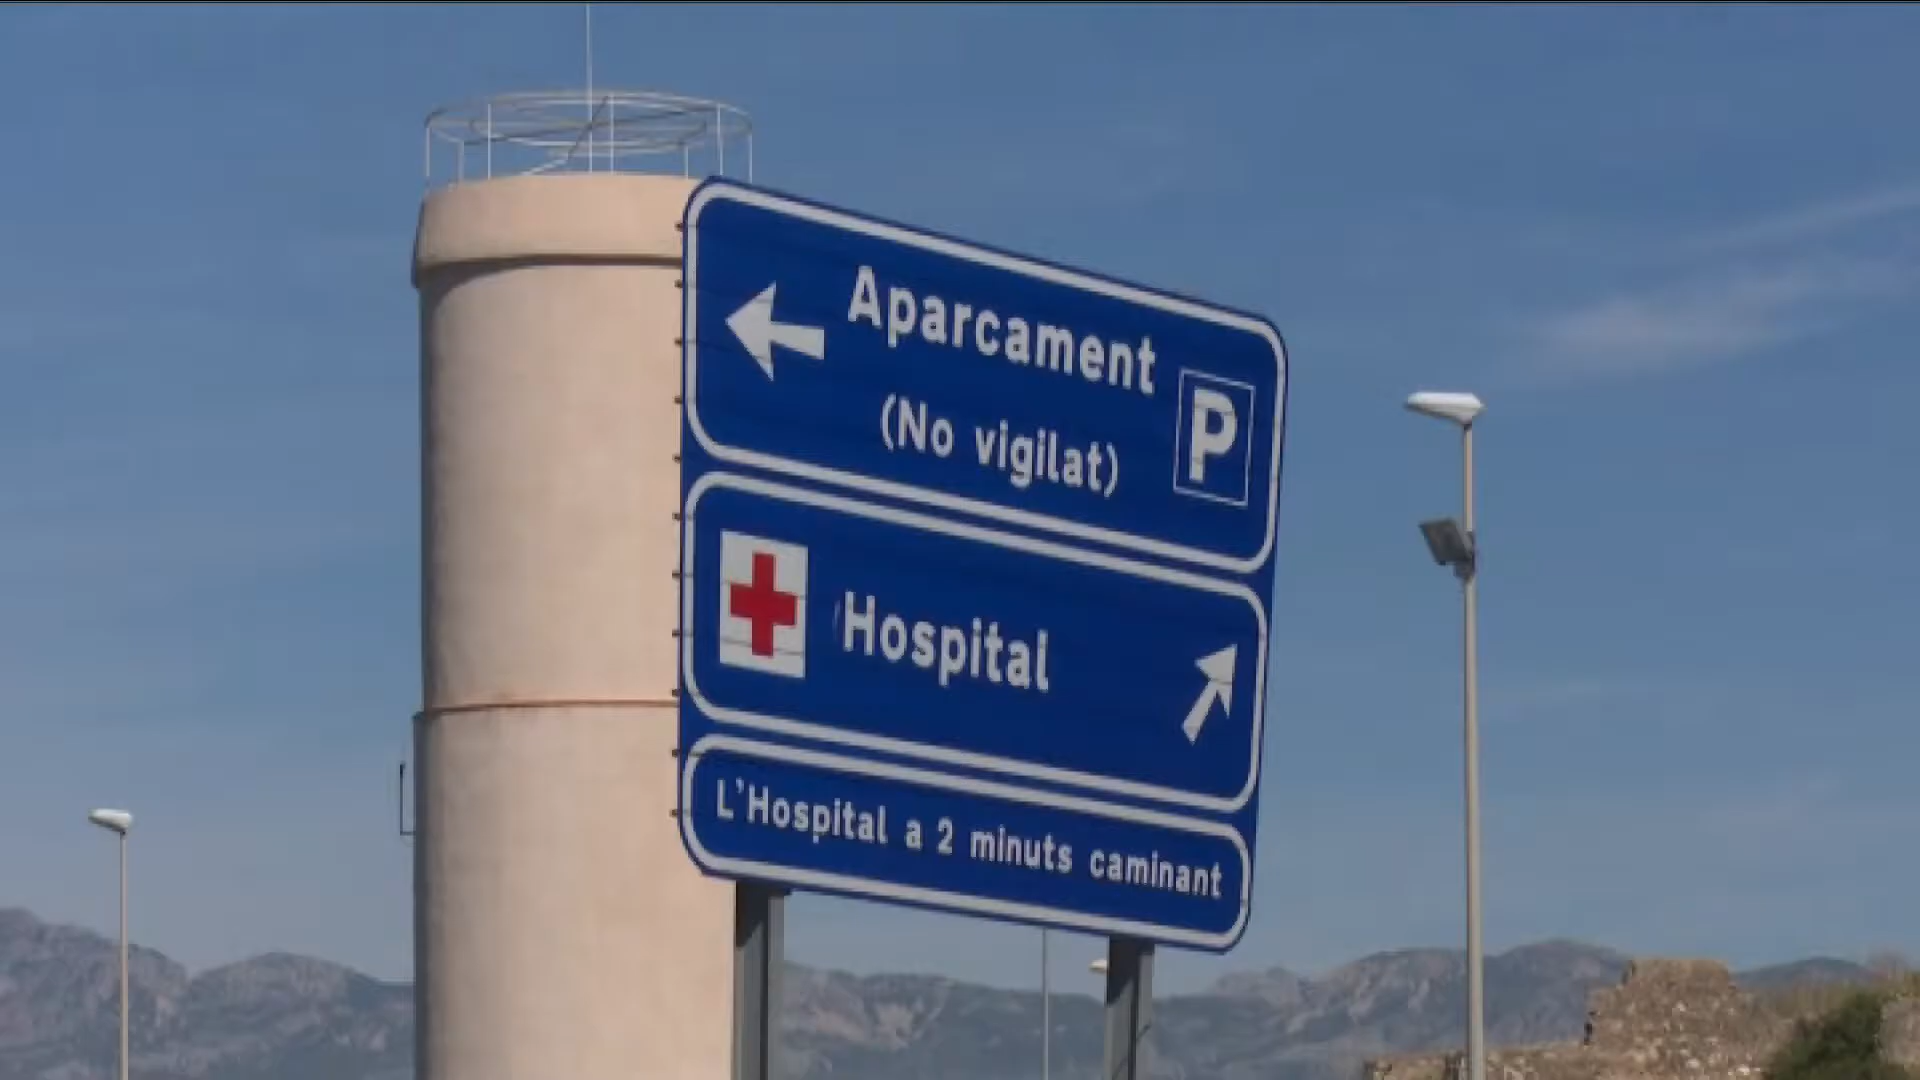 Aparcament
(No vigilat)
P
Hospital
L'Hospital a 2 minuts caminant